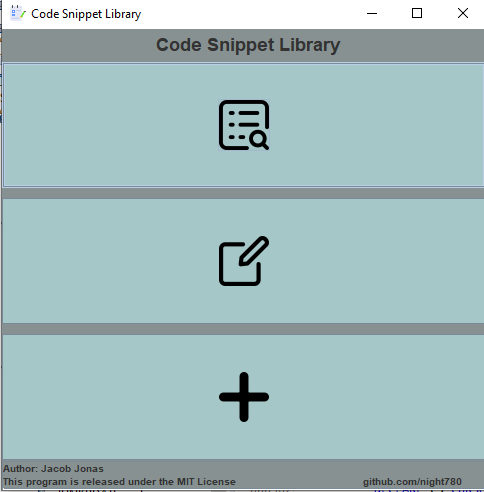 Code Snippet Library
Code Snippet Library
Author: Jacob Jonas
This program is released under the MIT License
github.com/night780